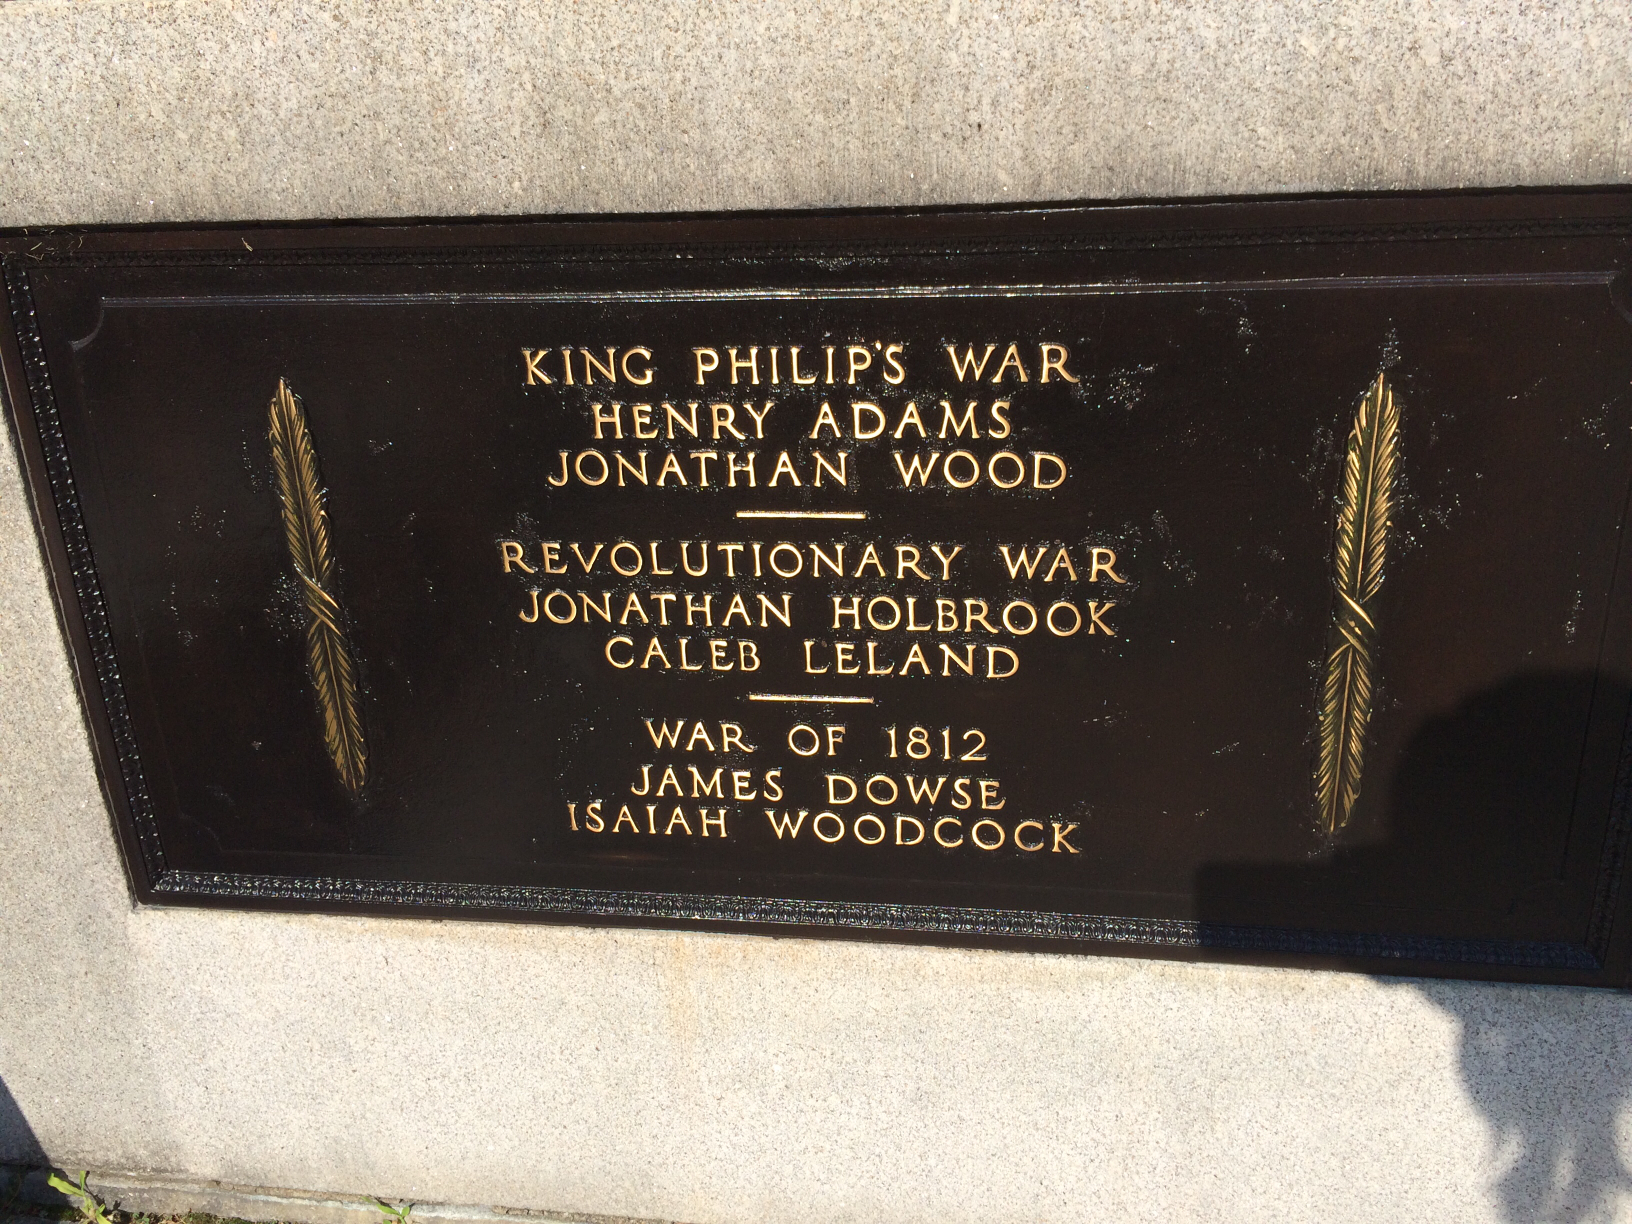 KING PHILIP'S WAR
HENRY ADAMS
JONATHAN WOOD
REVOLUTIONARY WAR
JONATHAN HOLBROOK
CALEB LELAND
WAR OF 1812
JAMES DOWSE
ISAIAH WOODCOCK